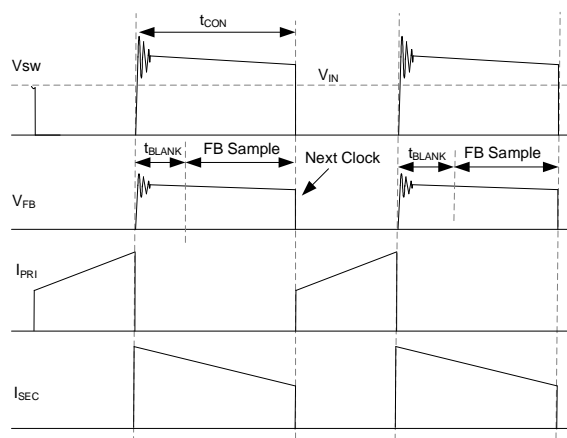 tCON
VSW
VIN
tBLANK FB Sample
tBLANK FB Sample
Next Clock
VFB
IPRI
ISEC